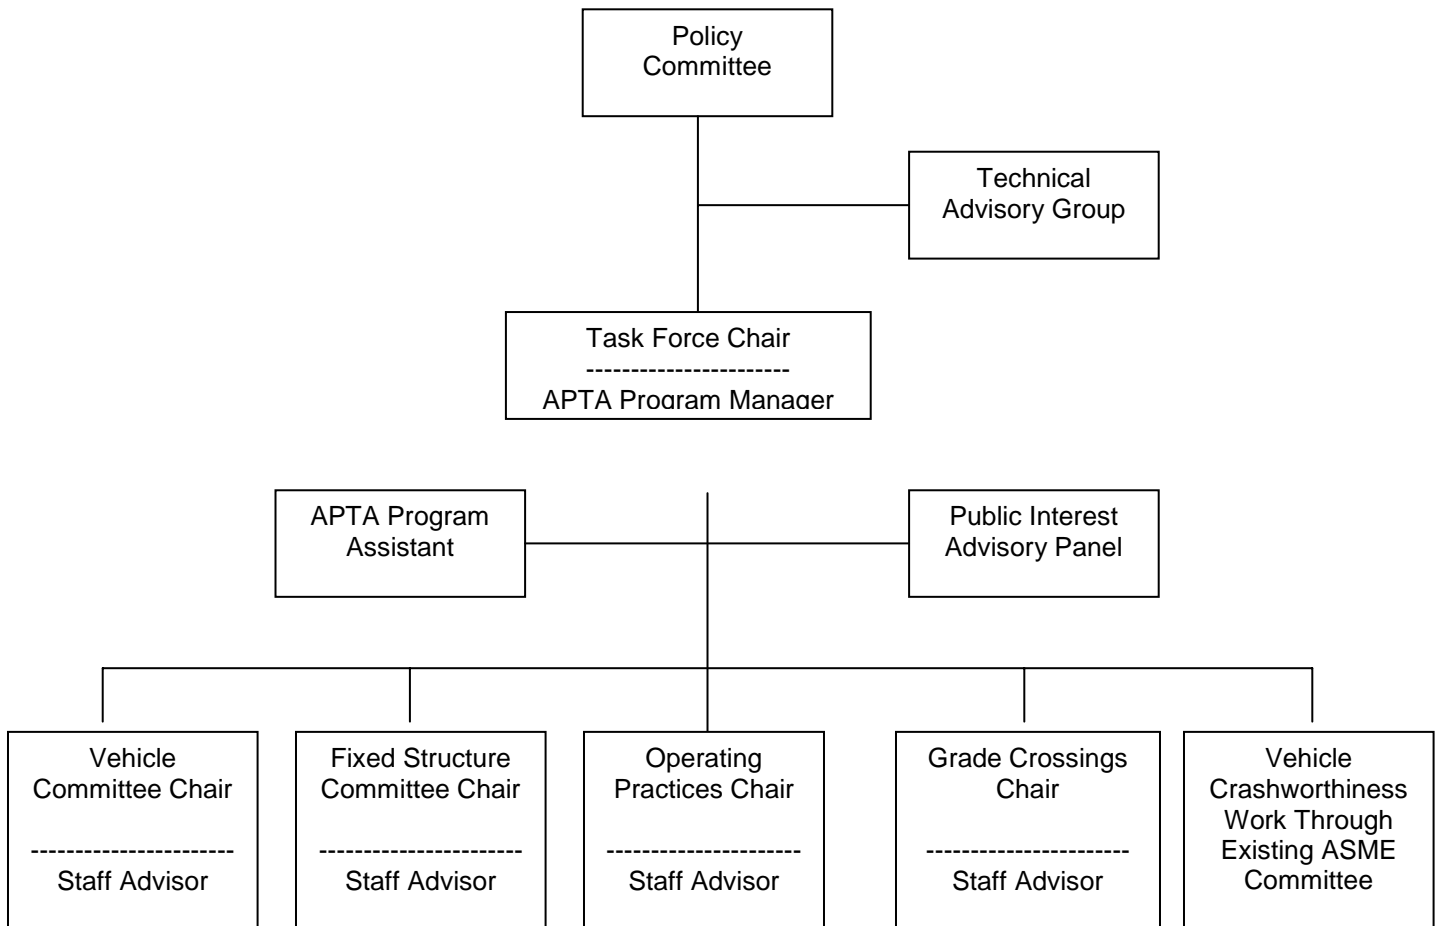 Policy
Committee
Technical
Advisory Group
Task Force Chair
-----------------------
APTA Program Manager
APTA Program
Assistant
Public Interest
Advisory Panel
Vehicle
Committee Chair
-----------------------
Staff Advisor
Fixed Structure
Committee Chair
-----------------------
Staff Advisor
Operating
Practices Chair
----------------------
Staff Advisor
Grade Crossings
Chair
-----------------------
Staff Advisor
Vehicle
Crashworthiness
Work Through
Existing ASME
Committee